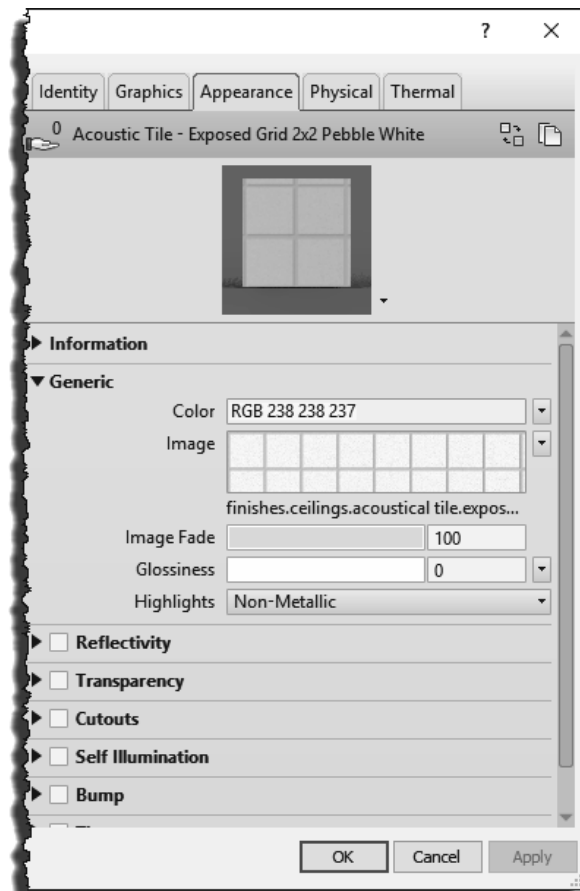 ?
Identity Graphics Appearance Physical Thermal
0 Acoustic Tile - Exposed Grid 2x2 Pebble White
Information
Generic
Color RGB 238 238 237
Image
finishes.ceilings.acoustical tile.expos...
Image Fade 100
Glossiness 0
Highlights Non-Metallic
Reflectivity
Transparency
Cutouts
Self Illumination
Bump
OK Cancel Apply